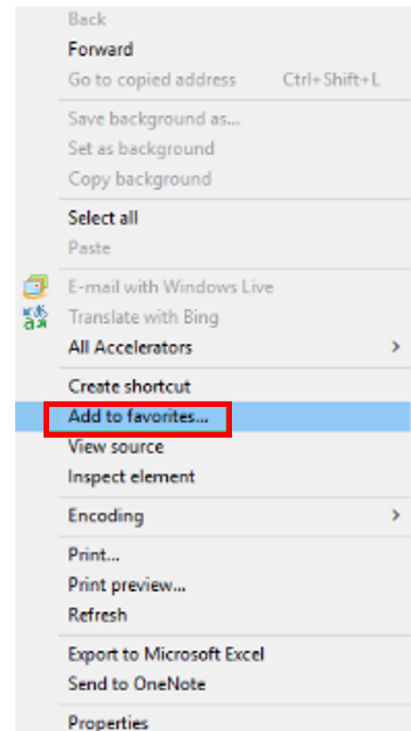 Back
Forward
Go to copied address Ctrl+Shift+L
Save background as...
Set as background
Copy background
Select all
Paste
E-mail with Windows Live
Translate with Bing
All Accelerators
Create shortcut
Add to favorites...
View source
Inspect element
Encoding
Print...
Print preview...
Refresh
Export to Microsoft Excel
Send to OneNote
Properties